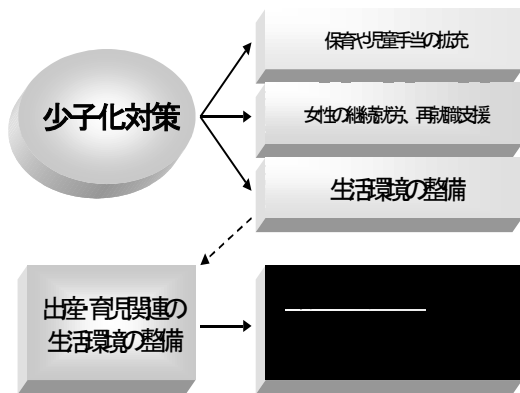 少子化対策
保育や児童手当の拡充
女性の継続就労、再就職支援
生活環境の整備
出産・育児関連の
生活環境の整備